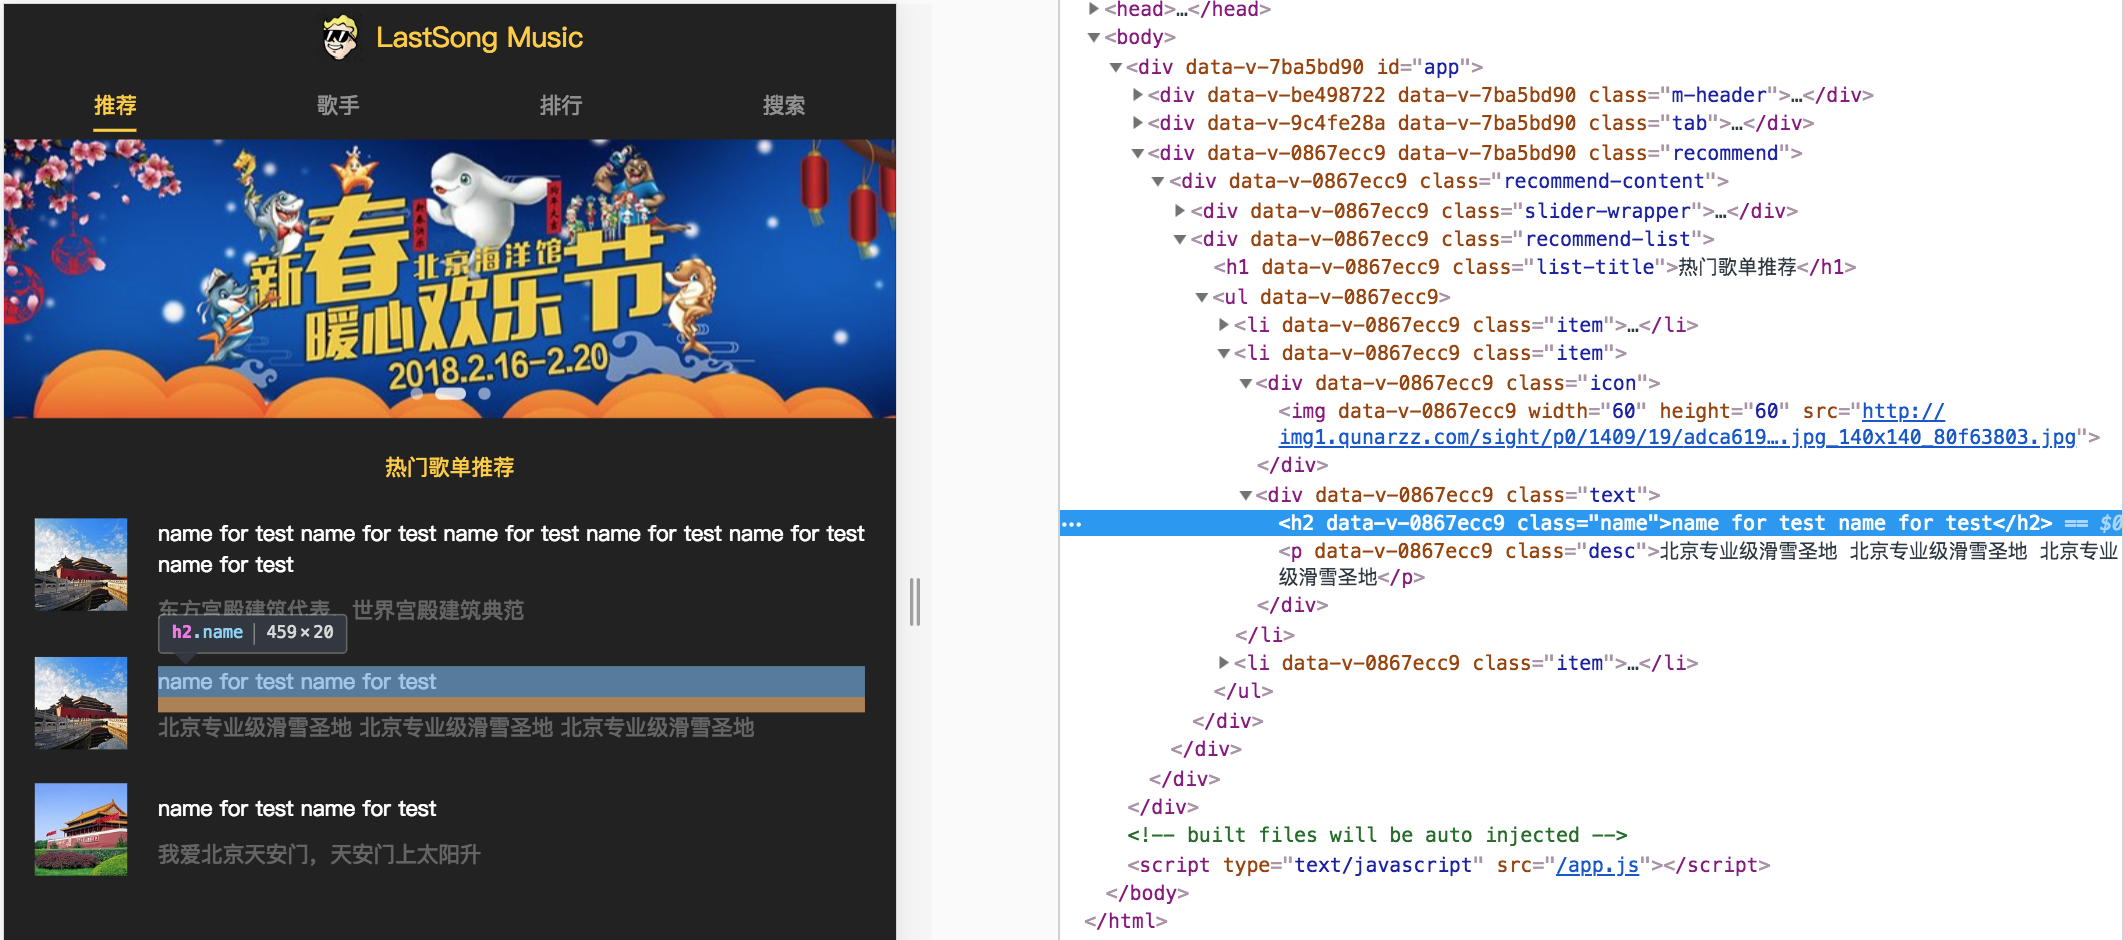 LastSong Music
推荐
歌手
排行
搜索
新春
北京海洋馆
暖心欢乐节
2018.2.16-2.20
热门歌单推荐
name for test name for test name for test name for test name for test
name for test
东方宫殿建筑代表,世界宫殿建筑典范
h2.name | 459 × 20
name for test name for test
北京专业级滑雪圣地 北京专业级滑雪圣地 北京专业级滑雪圣地
name for test name for test
我爱北京天安门,天安门上太阳升
<head>…</head>
<body>
<div data-v-7ba5bd90 id="app">
<div data-v-be498722 data-v-7ba5bd90 class="m-header">…</div>
<div data-v-9c4fe28a data-v-7ba5bd90 class="tab">…</div>
<div data-v-0867ecc9 data-v-7ba5bd90 class="recommend">
<div data-v-0867ecc9 class="recommend-content">
<div data-v-0867ecc9 class="slider-wrapper">…</div>
<div data-v-0867ecc9 class="recommend-list">
<h1 data-v-0867ecc9 class="list-title">热门歌单推荐</h1>
<ul data-v-0867ecc9>
<li data-v-0867ecc9 class="item">…</li>
<li data-v-0867ecc9 class="item">
<div data-v-0867ecc9 class="icon">
<img data-v-0867ecc9 width="60" height="60" src="http://
img1.qunarzz.com/sight/p0/1409/19/adca619….jpg_140x140_80f63803.jpg">
</div>
<div data-v-0867ecc9 class="text">
<h2 data-v-0867ecc9 class="name">name for test name for test</h2> == $0
<p data-v-0867ecc9 class="desc">北京专业级滑雪圣地 北京专业级滑雪圣地 北京专业
级滑雪圣地</p>
</div>
</li>
<li data-v-0867ecc9 class="item">…</li>
</ul>
</div>
</div>
</div>
</div>
<!-- built files will be auto injected -->
<script type="text/javascript" src="/app.js"></script>
</body>
</html>